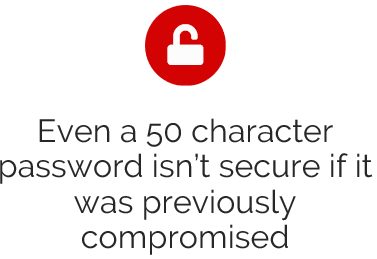 Even a 50 character
password isn't secure if it
was previously
compromised